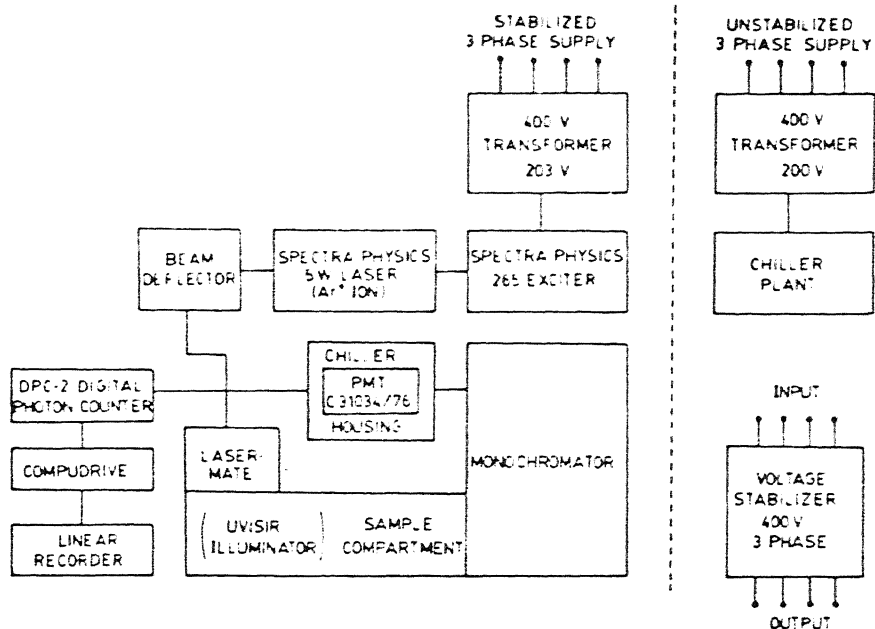 STABILIZED
3 PHASE SUPPLY
400 V
TRANSFORMER
203 V
BEAM
DEFLECTOR
SPECTRA PHYSICS
5W LASER
(Ar+ ION)
SPECTRA PHYSICS
265 EXCITER
DPC-2 DIGITAL
PHOTON COUNTER
CHILLER
PMT
C31034/76
HOUSING
COMPUDRIVE
LASER-
MATE
MONOCHROMATOR
LINEAR
RECORDER
(UVISIR
ILLUMINATOR)
SAMPLE
COMPARTMENT
UNSTABILIZED
3 PHASE SUPPLY
400 V
TRANSFORMER
200 V
CHILLER
PLANT
INPUT
VOLTAGE
STABILIZER
400 V
3 PHASE
OUTPUT